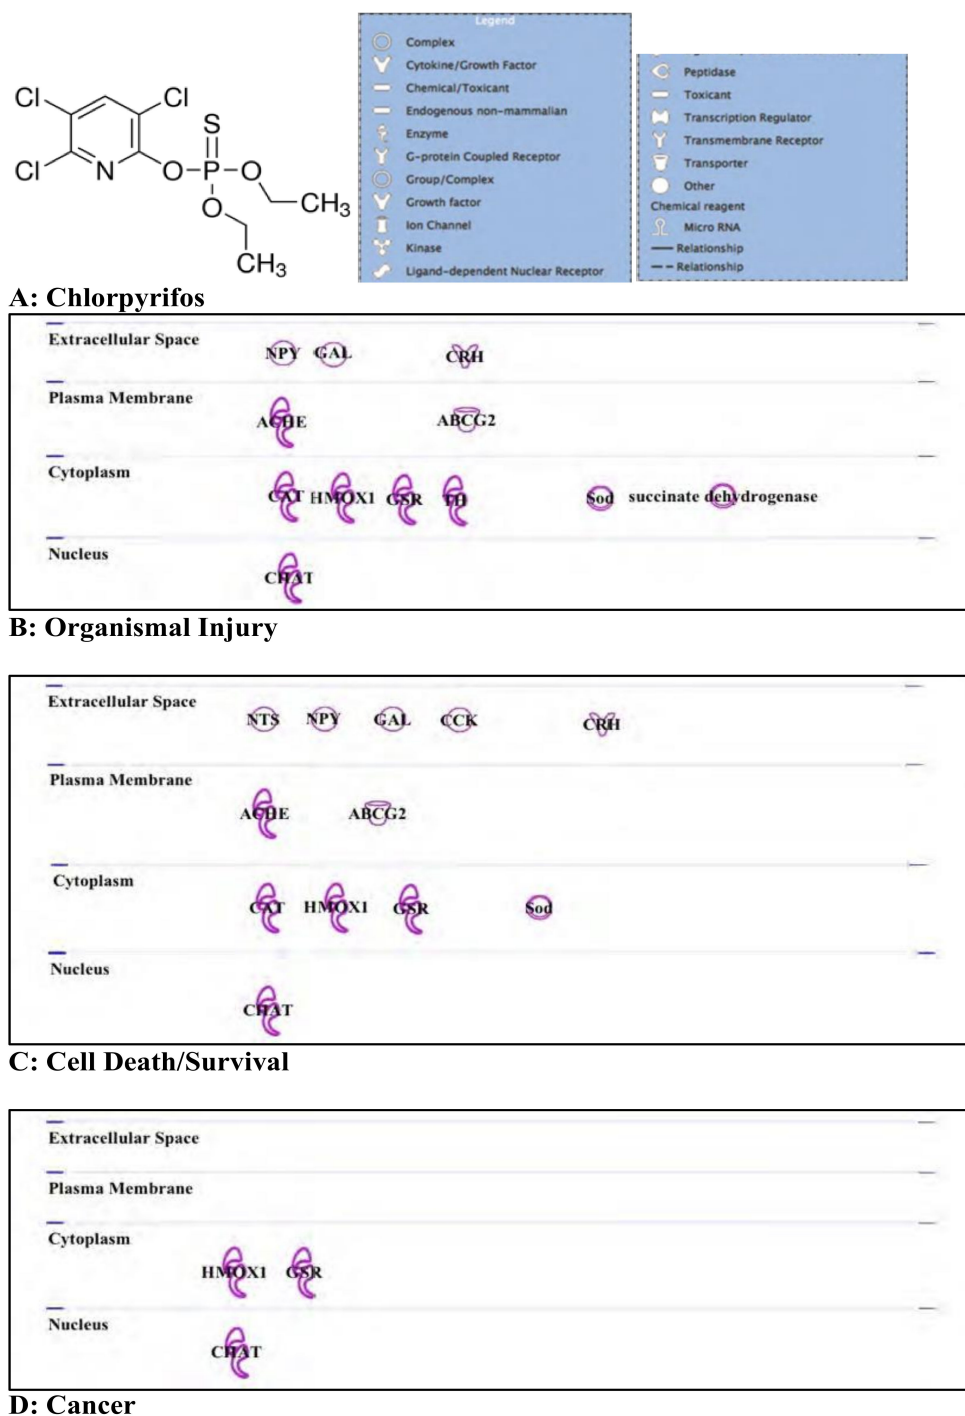 Cl
Cl
Cl
N
O
P
S
O
CH₃
O
CH₃
Legend
Complex
Cytokine/Growth Factor
Chemical/Toxicant
Endogenous non-mammalian
Enzyme
G-protein Coupled Receptor
Group/Complex
Growth factor
Ion Channel
Kinase
Ligand-dependent Nuclear Receptor
Peptidase
Toxicant
Transcription Regulator
Transmembrane Receptor
Transporter
Other
Chemical reagent
Micro RNA
Relationship
Relationship
A: Chlorpyrifos
Extracellular Space
NPY GAL CRH
Plasma Membrane
ACHE ABCG2
Cytoplasm
CAT HMOX1 GSR TH Sod succinate dehydrogenase
Nucleus
CHAT
B: Organismal Injury
Extracellular Space
NTS NPY GAL CCK CRH
Plasma Membrane
ACHE ABCG2
Cytoplasm
CAT HMOX1 GSR Sod
Nucleus
CHAT
C: Cell Death/Survival
Extracellular Space
Plasma Membrane
Cytoplasm
HMOX1 GSR
Nucleus
CHAT
D: Cancer